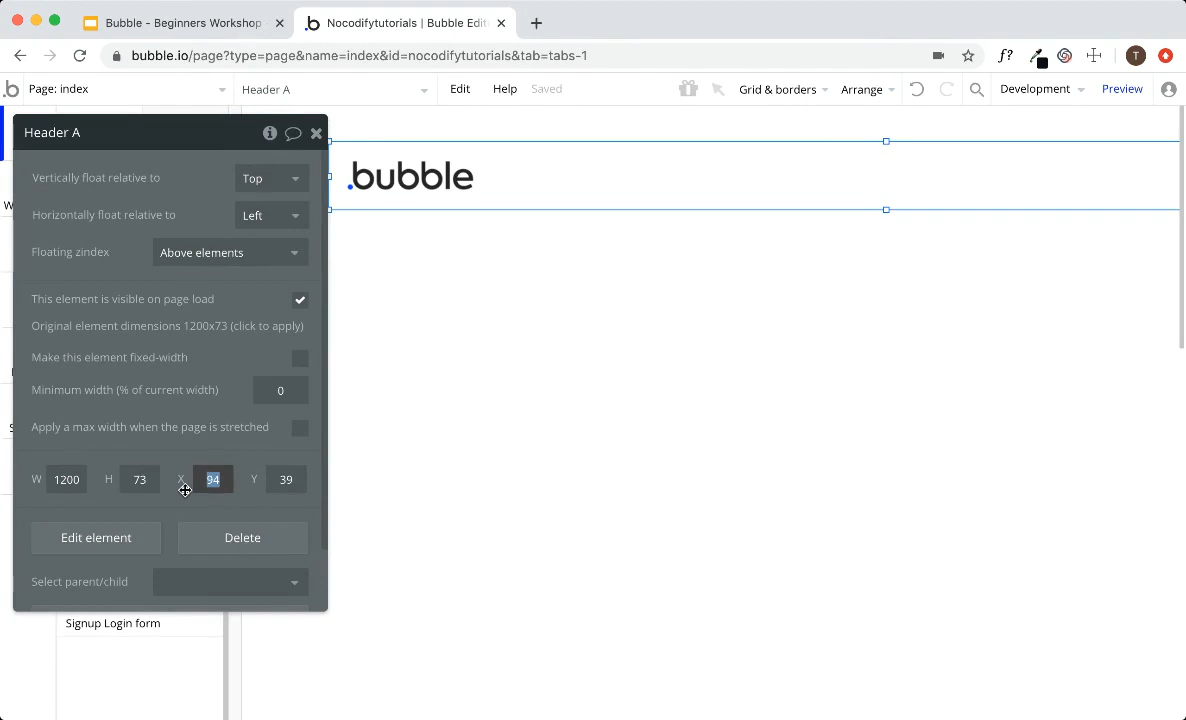 Bubble - Beginners Workshop
Nocodifytutorials | Bubble Edit
bubble.io/page?type=page&name=index&id=nocodifytutorials&tab=tabs-1
f?
T
b
Page: index
Header A
Edit
Help
Saved
Grid & borders
Arrange
Development
Preview
Header A
Vertically float relative to
Top
Horizontally float relative to
Left
Floating zindex
Above elements
This element is visible on page load
Original element dimensions 1200x73 (click to apply)
Make this element fixed-width
Minimum width (% of current width)
0
Apply a max width when the page is stretched
W 1200 H 73 X 94 Y 39
Edit element
Delete
Select parent/child
Signup Login form
.bubble